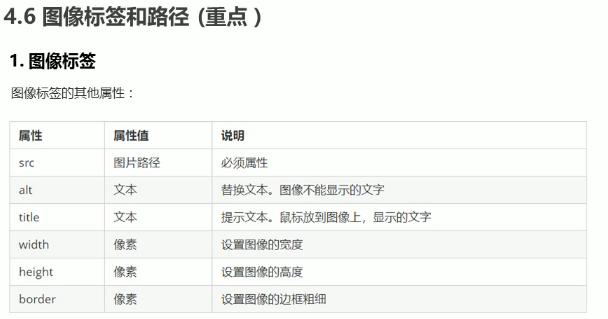 4.6 图像标签和路径 (重点 )
1. 图像标签
图像标签的其他属性：
属性 属性值 说明
src 图片路径 必须属性
alt 文本 替换文本。图像不能显示的文字
title 文本 提示文本。鼠标放到图像上，显示的文字
width 像素 设置图像的宽度
height 像素 设置图像的高度
border 像素 设置图像的边框粗细